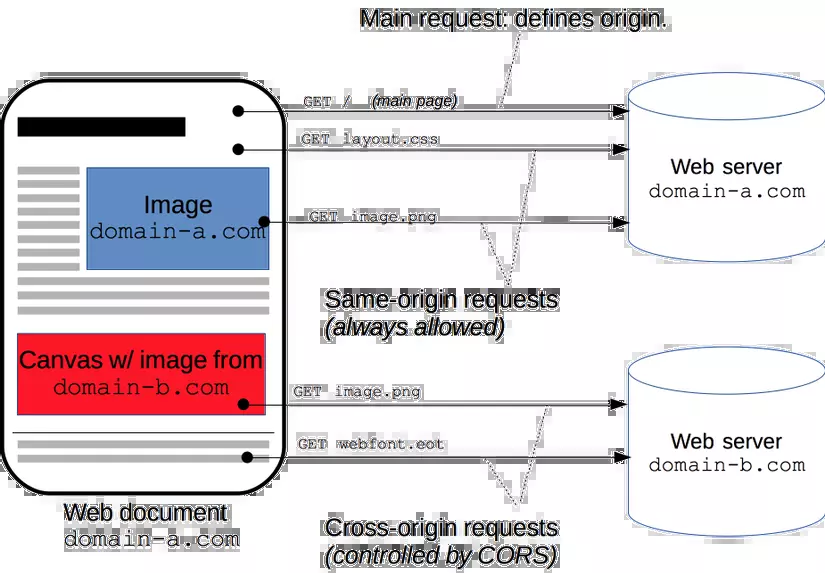 Main request: defines origin.
GET / (main page)
GET layout.css
Image
domain-a.com
GET image.png
Web server
domain-a.com
Same-origin requests
(always allowed)
Canvas w/ image from
domain-b.com
GET image.png
GET webfont.eot
Web server
domain-b.com
Web document
domain-a.com
Cross-origin requests
(controlled by CORS)